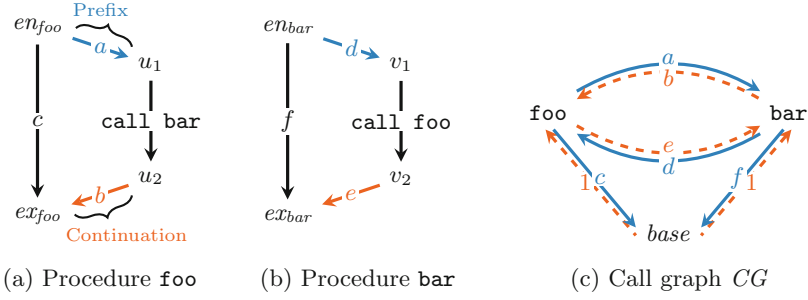 en_foo
Prefix
a
u_1
c
call bar
u_2
b
ex_foo
Continuation
(a) Procedure foo
en_bar
d
v_1
f
call foo
v_2
e
ex_bar
(b) Procedure bar
a
b
foo
bar
e
d
1 c
f 1
base
(c) Call graph CG